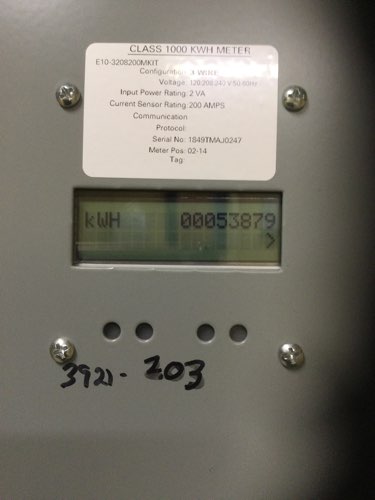 CLASS 1000 KWH METER
E10-3208200MKIT
Configuration: 3 WIRE
Voltage: 120/208-240 V 50-60Hz
Input Power Rating: 2 VA
Current Sensor Rating: 200 AMPS
Communication
Protocol:
Serial No: 1849TMAJ0247
Meter Pos: 02-14
Tag:
kWH 00053879
>
3921- 203